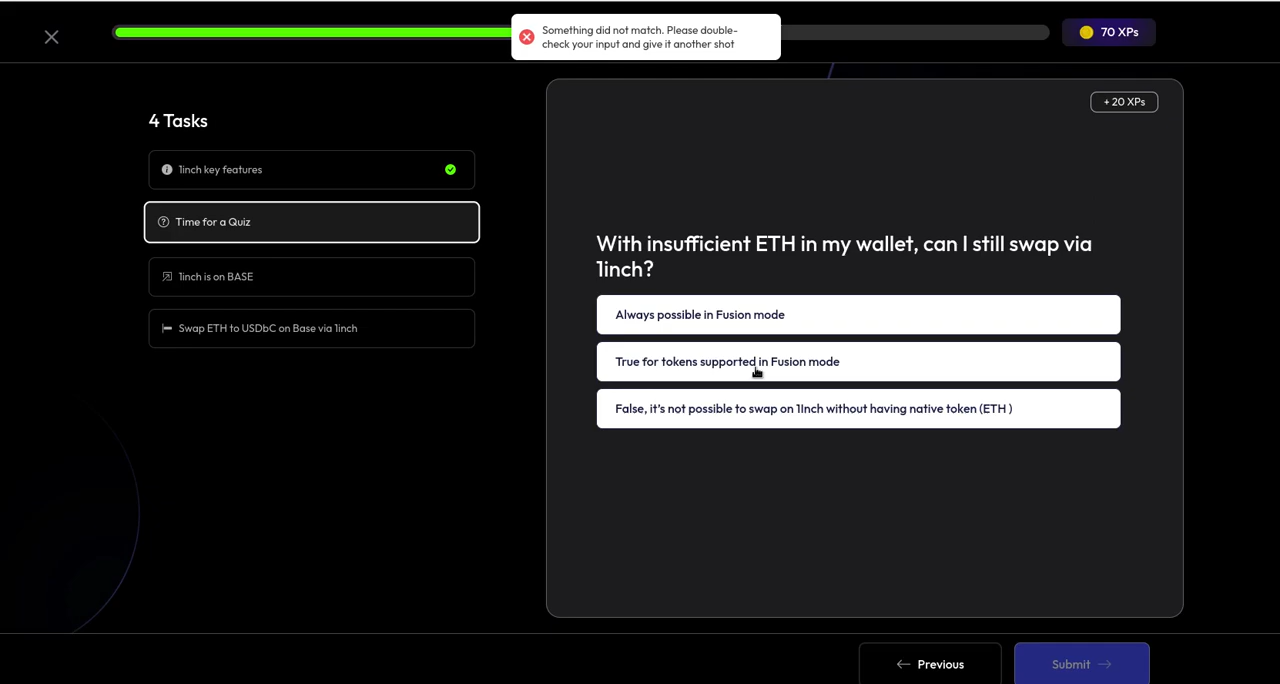 Something did not match. Please double-
check your input and give it another shot
70 XPs
4 Tasks
1inch key features
Time for a Quiz
1inch is on BASE
Swap ETH to USDbC on Base via 1inch
+ 20 XPs
With insufficient ETH in my wallet, can I still swap via
1inch?
Always possible in Fusion mode
True for tokens supported in Fusion mode
False, it's not possible to swap on 1Inch without having native token (ETH )
Previous
Submit